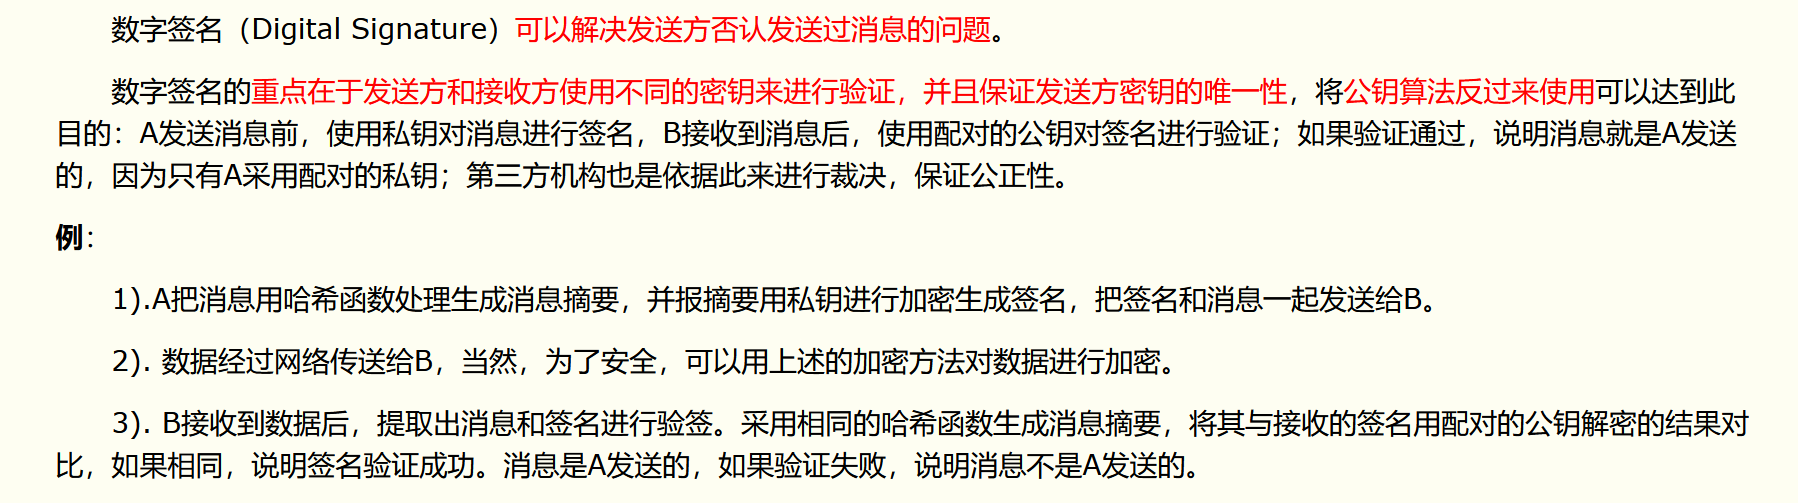 数字签名（Digital Signature）可以解决发送方否认发送过消息的问题。
数字签名的重点在于发送方和接收方使用不同的密钥来进行验证，并且保证发送方密钥的唯一性，将公钥算法反过来使用可以达到此
目的：A发送消息前，使用私钥对消息进行签名，B接收到消息后，使用配对的公钥对签名进行验证；如果验证通过，说明消息就是A发送
的，因为只有A采用配对的私钥；第三方机构也是依据此来进行裁决，保证公正性。
例：
1).A把消息用哈希函数处理生成消息摘要，并报摘要用私钥进行加密生成签名，把签名和消息一起发送给B。
2). 数据经过网络传送给B，当然，为了安全，可以用上述的加密方法对数据进行加密。
3). B接收到数据后，提取出消息和签名进行验签。采用相同的哈希函数生成消息摘要，将其与接收的签名用配对的公钥解密的结果对
比，如果相同，说明签名验证成功。消息是A发送的，如果验证失败，说明消息不是A发送的。